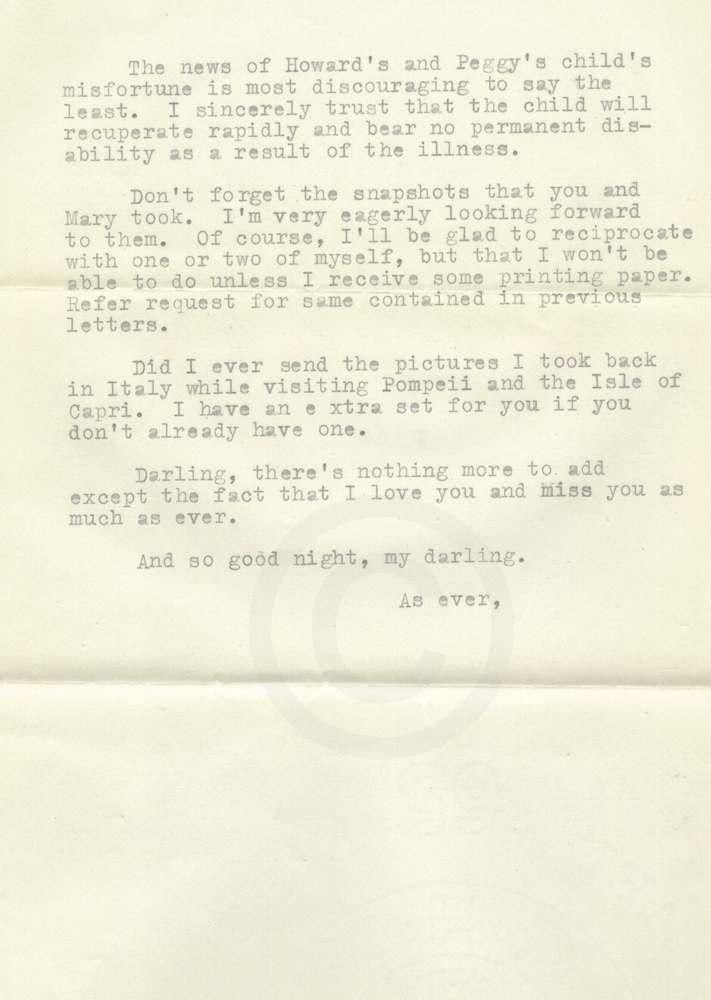 The news of Howard's and Peggy's child's
misfortune is most discouraging to say the
least. I sincerely trust that the child will
recuperate rapidly and bear no permanent dis-
ability as a result of the illness.
Don't forget the snapshots that you and
Mary took. I'm very eagerly looking forward
to them. Of course, I'll be glad to reciprocate
with one or two of myself, but that I won't be
able to do unless I receive some printing paper.
Refer request for same contained in previous
letters.
Did I ever send the pictures I took back
in Italy while visiting Pompeii and the Isle of
Capri. I have an e xtra set for you if you
don't already have one.
Darling, there's nothing more to add
except the fact that I love you and miss you as
much as ever.
And so good night, my darling.
As ever,
©